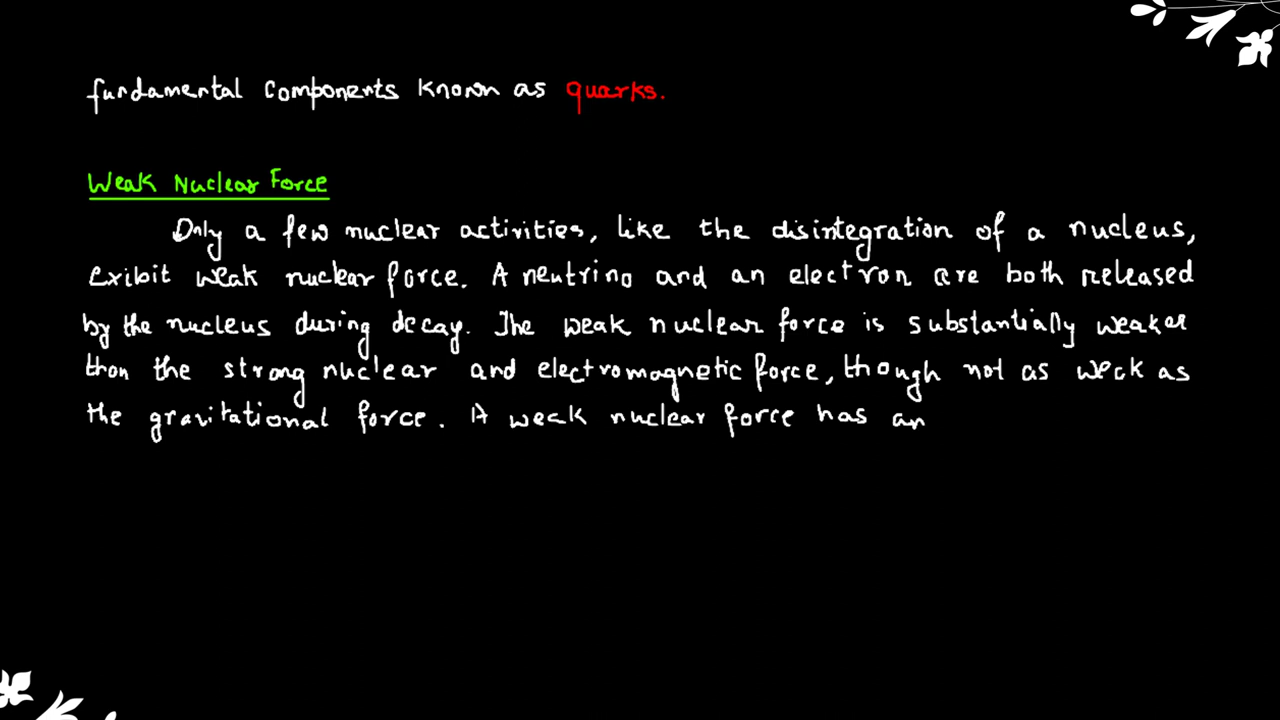 fundamental components known as quarks.
Weak Nuclear Force
Only a few nuclear activities, like the disintegration of a nucleus,
exibit weak nuclear force. A neutrino and an electron are both released
by the nucleus during decay. The weak nuclear force is substantially weaker
than the strong nuclear and electromagnetic force, though not as weak as
the gravitational force. A weak nuclear force has an